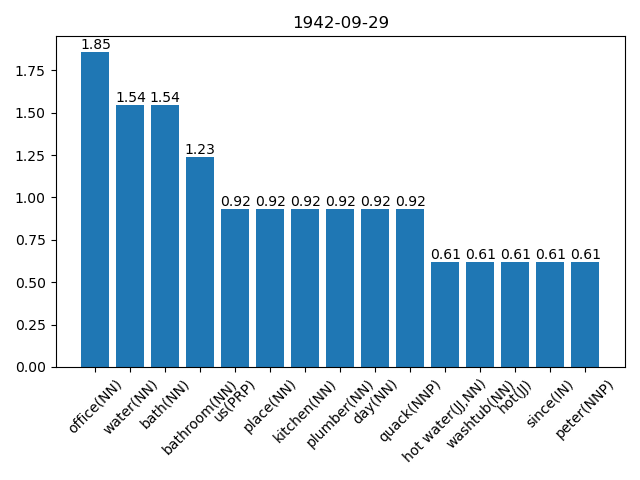 1942-09-29
1.85
1.54 1.54
1.23
0.92 0.92 0.92 0.92 0.92 0.92
0.61 0.61 0.61 0.61 0.61
1.75
1.50
1.25
1.00
0.75
0.50
0.25
0.00
office(NN)
water(NN)
bath(NN)
bathroom(NN)
us(PRP)
place(NN)
kitchen(NN)
plumber(NN)
day(NN)
quack(NNP)
hot water(JJ,NN)
washtub(NN)
hot(JJ)
since(IN)
peter(NNP)